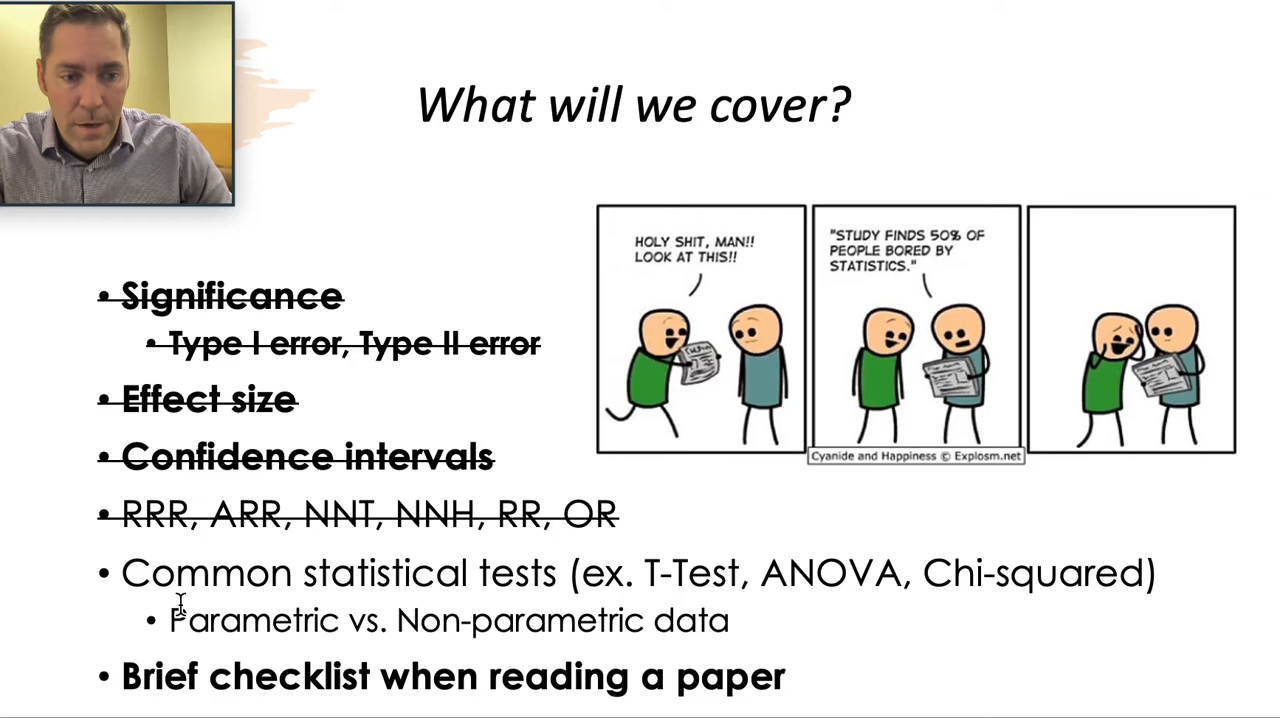 What will we cover?
HOLY SHIT, MAN!!
LOOK AT THIS!!
"STUDY FINDS 50% OF
PEOPLE BORED BY
STATISTICS."
Cyanide and Happiness © Explosm.net
• Significance
• Type I error, Type II error
• Effect size
• Confidence intervals
• RRR, ARR, NNT, NNH, RR, OR
• Common statistical tests (ex. T-Test, ANOVA, Chi-squared)
• Parametric vs. Non-parametric data
• Brief checklist when reading a paper